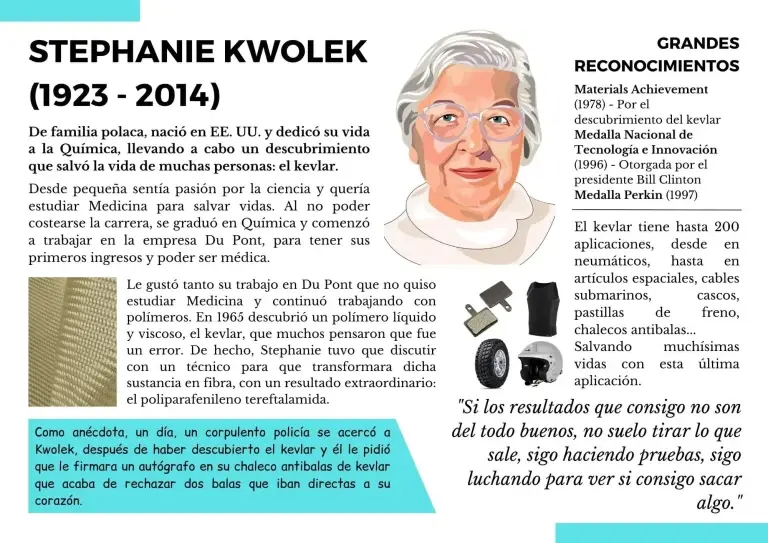 STEPHANIE KWOLEK
(1923 - 2014)
De familia polaca, nació en EE. UU. y dedicó su vida
a la Química, llevando a cabo un descubrimiento
que salvó la vida de muchas personas: el kevlar.
Desde pequeña sentía pasión por la ciencia y quería
estudiar Medicina para salvar vidas. Al no poder
costearse la carrera, se graduó en Química y comenzó
a trabajar en la empresa Du Pont, para tener sus
primeros ingresos y poder ser médica.
Le gustó tanto su trabajo en Du Pont que no quiso
estudiar Medicina y continuó trabajando con
polímeros. En 1965 descubrió un polímero líquido
y viscoso, el kevlar, que muchos pensaron que fue
un error. De hecho, Stephanie tuvo que discutir
con un técnico para que transformara dicha
sustancia en fibra, con un resultado extraordinario:
el poliparafenileno tereftalamida.
Como anécdota, un día, un corpulento policía se acercó a
Kwolek, después de haber descubierto el kevlar y él le pidió
que le firmara un autógrafo en su chaleco antibalas de kevlar
que acaba de rechazar dos balas que iban directas a su
corazón.
GRANDES
RECONOCIMIENTOS
Materials Achievement
(1978) - Por el
descubrimiento del kevlar
Medalla Nacional de
Tecnología e Innovación
(1996) - Otorgada por el
presidente Bill Clinton
Medalla Perkin (1997)
El kevlar tiene hasta 200
aplicaciones, desde en
neumáticos, hasta en
artículos espaciales, cables
submarinos, cascos,
pastillas de freno,
chalecos antibalas...
Salvando muchísimas
vidas con esta última
aplicación.
"Si los resultados que consigo no son
del todo buenos, no suelo tirar lo que
sale, sigo haciendo pruebas, sigo
luchando para ver si consigo sacar
algo."